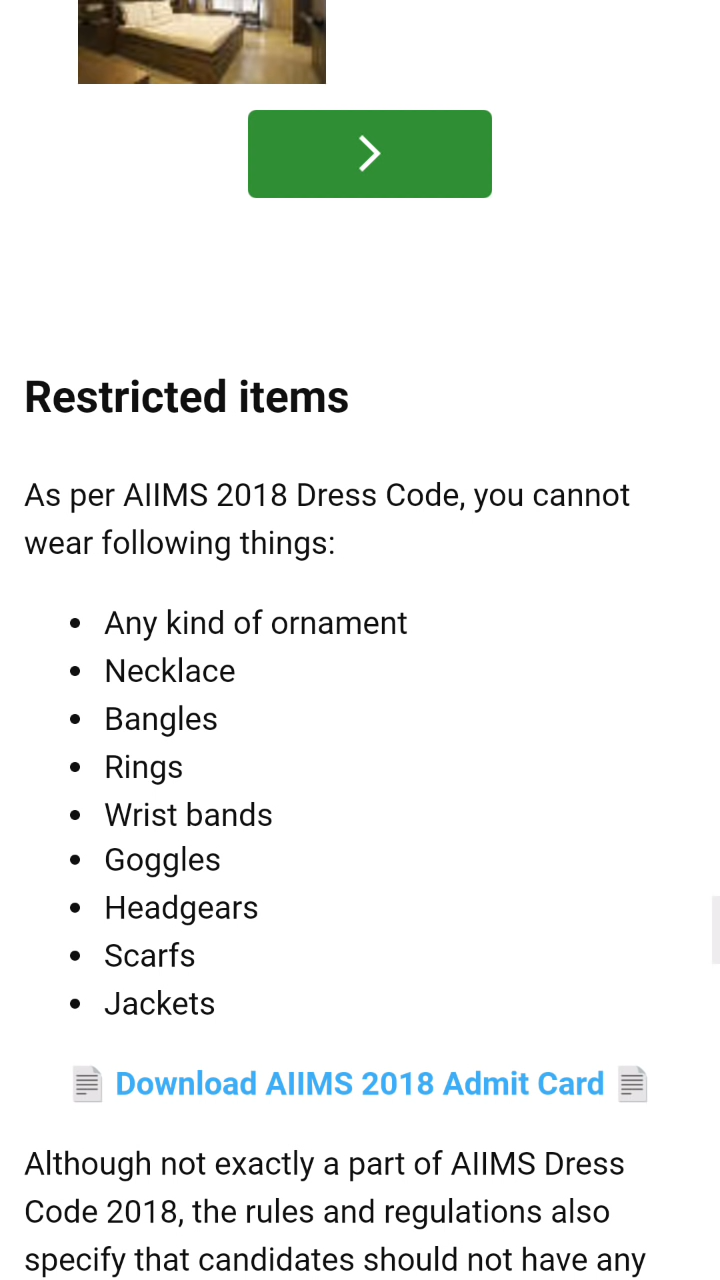 Restricted items
As per AIIMS 2018 Dress Code, you cannot
wear following things:
• Any kind of ornament
• Necklace
• Bangles
• Rings
• Wrist bands
• Goggles
• Headgears
• Scarfs
• Jackets
Download AIIMS 2018 Admit Card
Although not exactly a part of AIIMS Dress
Code 2018, the rules and regulations also
specify that candidates should not have any